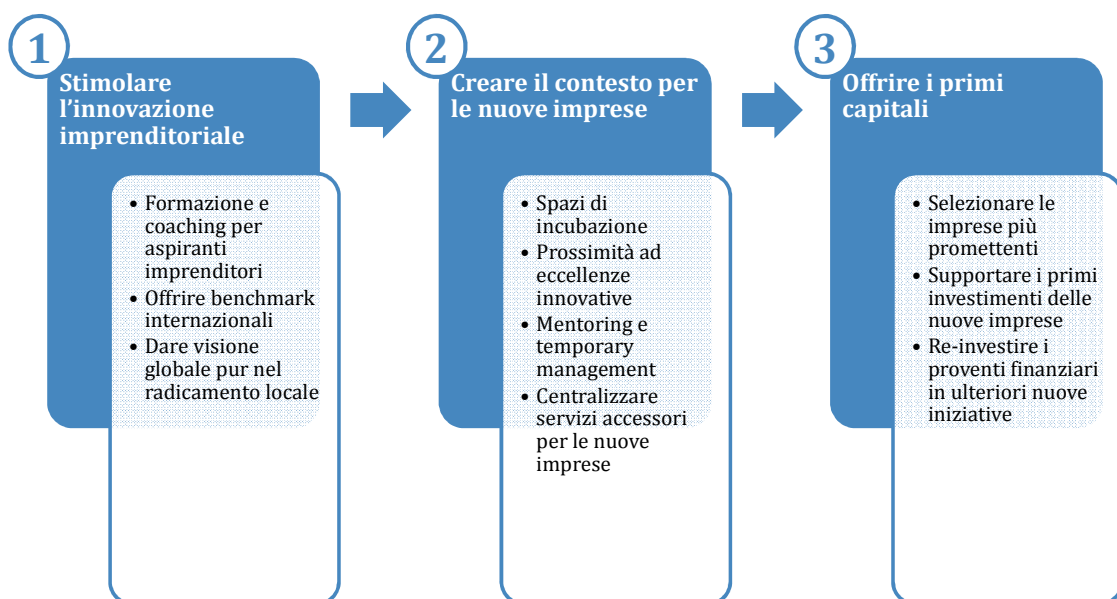 1
Stimolare
l’innovazione
imprenditoriale
• Formazione e
coaching per
aspiranti
imprenditori
• Offrire benchmark
internazionali
• Dare visione
globale pur nel
radicamento locale
2
Creare il contesto per
le nuove imprese
• Spazi di
incubazione
• Prossimità ad
eccellenze
innovative
• Mentoring e
temporary
management
• Centralizzare
servizi accessori
per le nuove
imprese
3
Offrire i primi
capitali
• Selezionare le
imprese più
promettenti
• Supportare i primi
investimenti delle
nuove imprese
• Re-investire i
proventi finanziari
in ulteriori nuove
iniziative